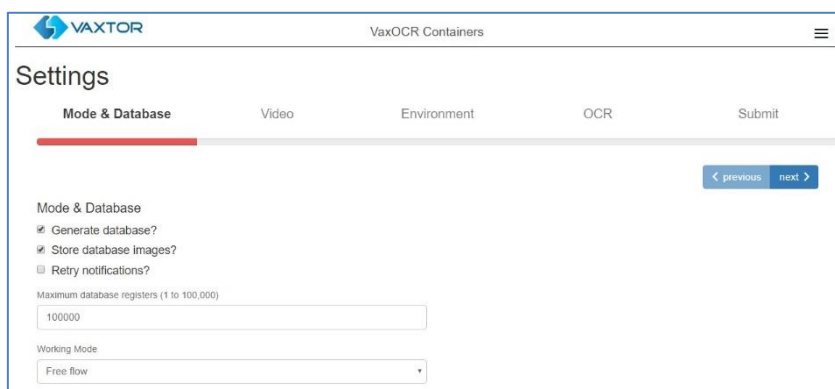 VAXTOR
VaxOCR Containers
Settings
Mode & Database Video Environment OCR Submit
< previous next >
Mode & Database
Generate database?
Store database images?
Retry notifications?
Maximum database registers (1 to 100,000)
100000
Working Mode
Free flow